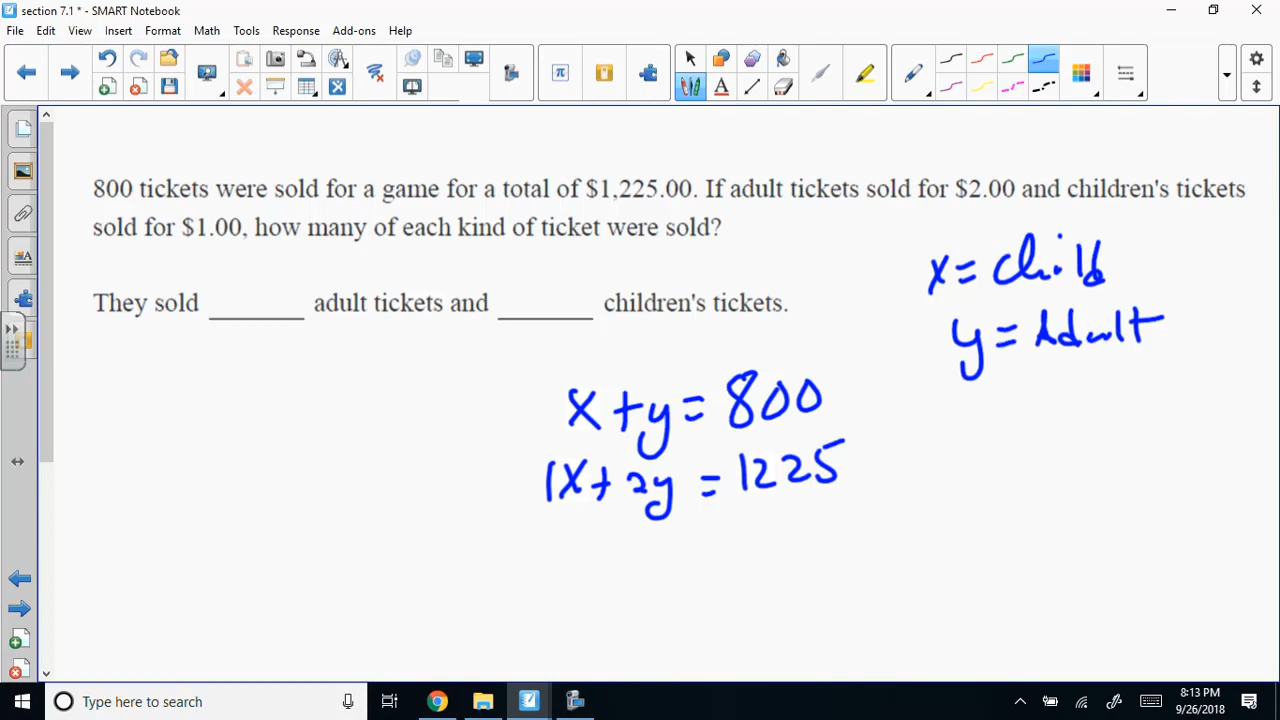 section 7.1 * - SMART Notebook
File Edit View Insert Format Math Tools Response Add-ons Help
800 tickets were sold for a game for a total of $1,225.00. If adult tickets sold for $2.00 and children's tickets
sold for $1.00, how many of each kind of ticket were sold?
x = child
They sold ________ adult tickets and ________ children's tickets.
y = Adult
x + y = 800
1x + 2y = 1225
Type here to search
8:13 PM
9/26/2018